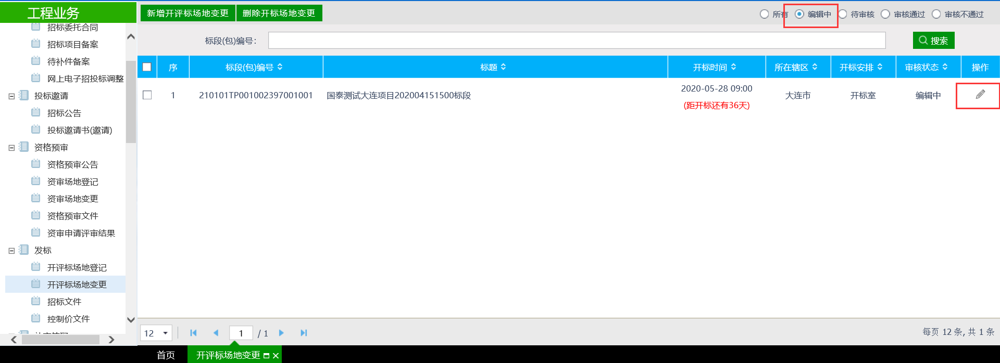 工程业务
招标委托合同
招标项目备案
待补件备案
网上电子招投标调整
投标邀请
招标公告
投标邀请书(邀请)
资格预审
资格预审公告
资审场地登记
资审场地变更
资格预审文件
资审申请评审结果
发标
开评标场地登记
开评标场地变更
招标文件
控制价文件
新增开评标场地变更 删除开标场地变更
所有 编辑中 待审核 审核通过 审核不通过
标段(包)编号: 搜索
序 标段(包)编号 标题 开标时间 所在辖区 开标安排 审核状态 操作
1 210101TP001002397001001 国泰测试大连项目202004151500标段 2020-05-28 09:00 大连市 开标室 编辑中
(距开标还有36天)
12 1 / 1 每页 12 条, 共 1 条
首页 开评标场地变更